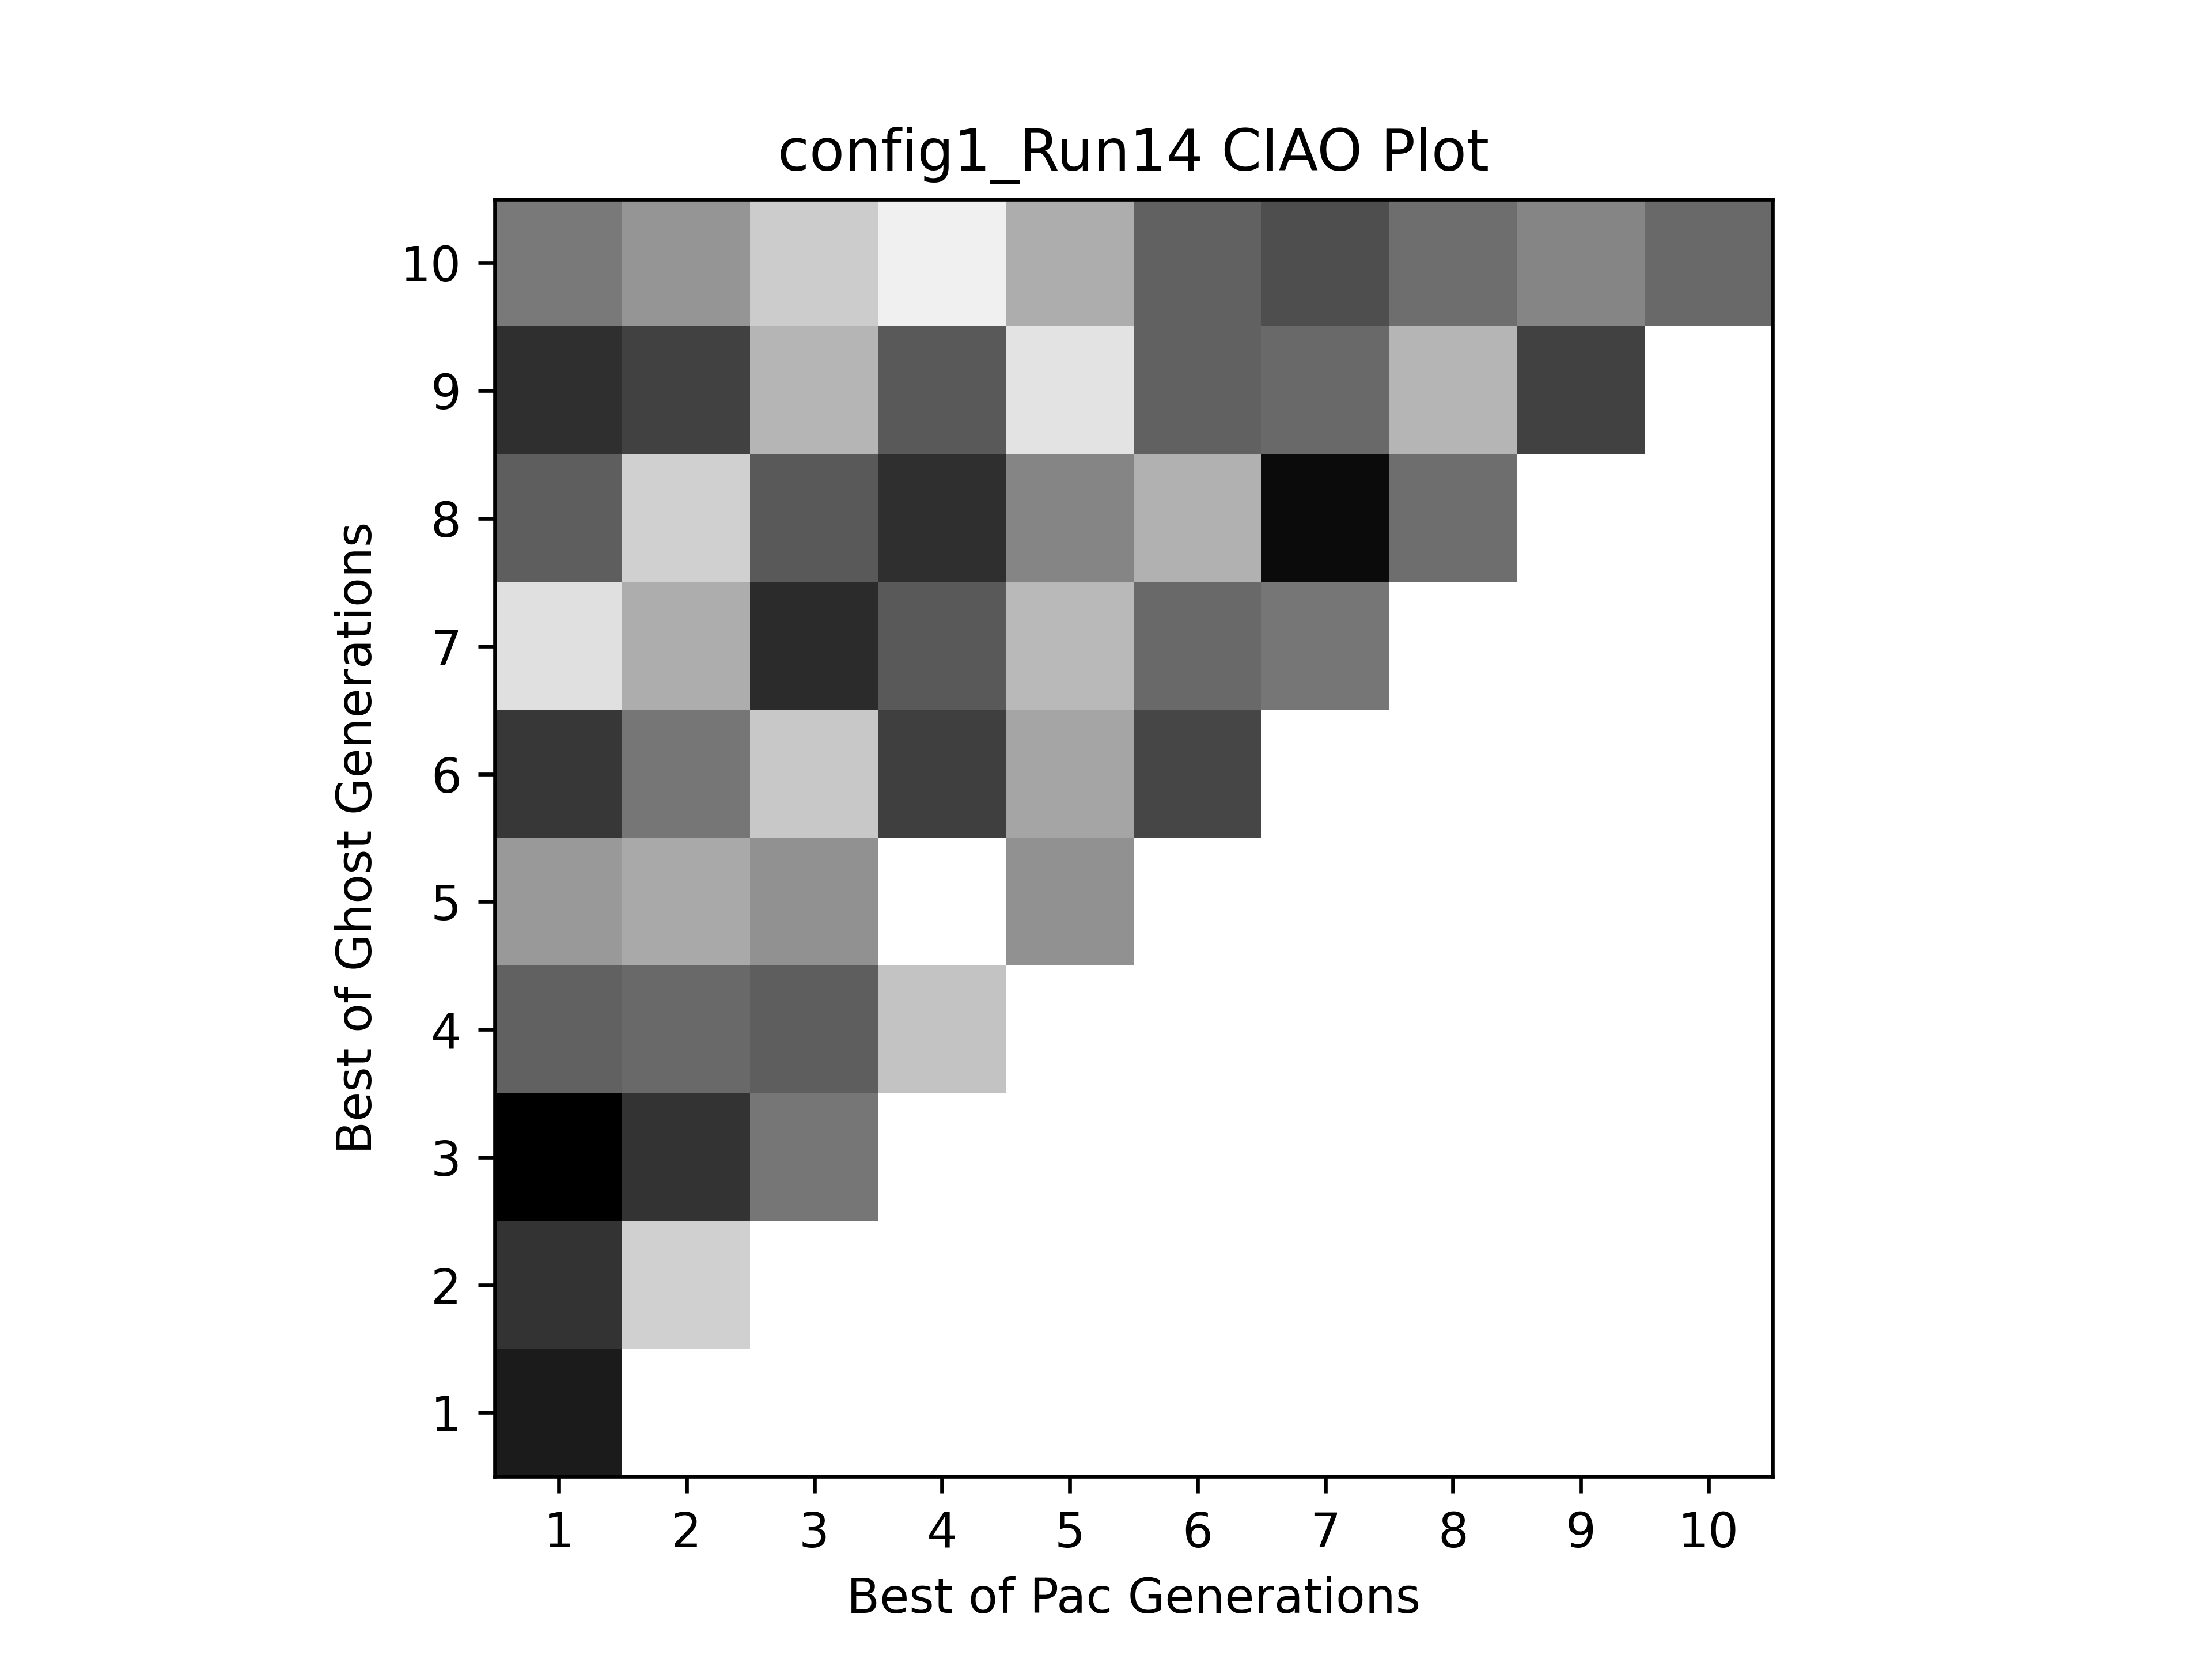 config1_Run14 CIAO Plot
Best of Ghost Generations
10
9
8
7
6
5
4
3
2
1
1 2 3 4 5 6 7 8 9 10
Best of Pac Generations